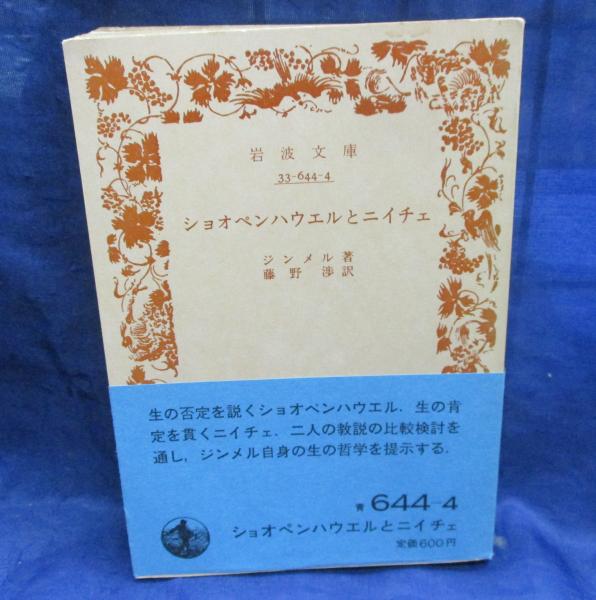 岩波文庫
33-644-4
ショオペンハウエルとニイチェ
ジンメル著
藤野 渉訳
生の否定を説くショオペンハウエル．生の肯
定を貫くニイチェ．二人の教説の比較検討を
通し，ジンメル自身の生の哲学を提示する．
青 644-4
ショオペンハウエルとニイチェ
定価600円